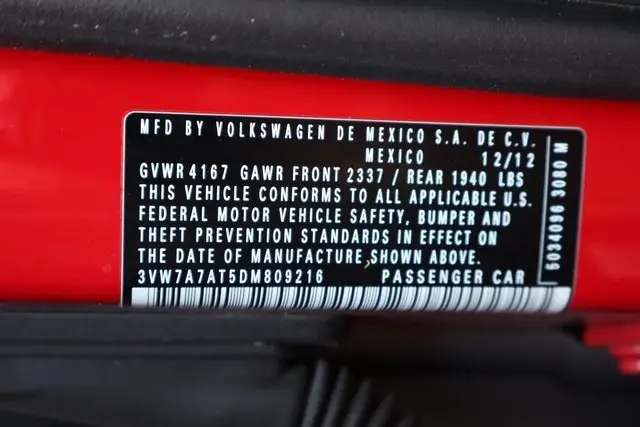 MFD BY VOLKSWAGEN DE MEXICO S.A. DE C.V.
MEXICO 12/12
GVWR 4167 GAWR FRONT 2337 / REAR 1940 LBS
THIS VEHICLE CONFORMS TO ALL APPLICABLE U.S.
FEDERAL MOTOR VEHICLE SAFETY, BUMPER AND
THEFT PREVENTION STANDARDS IN EFFECT ON
THE DATE OF MANUFACTURE SHOWN ABOVE.
3VW7A7AT5DM809216 PASSENGER CAR
5034096 3080 M